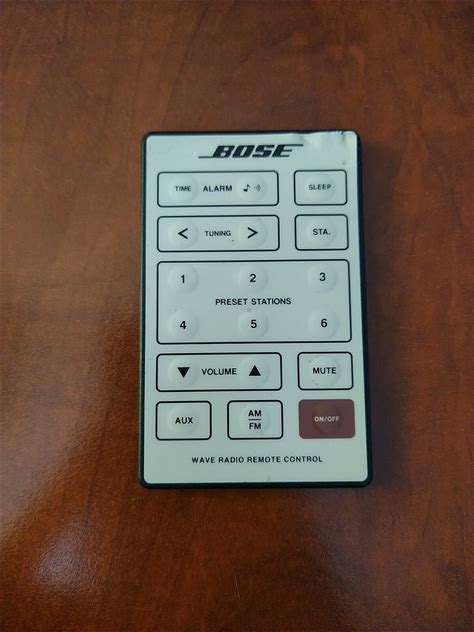 BOSE
TIME ALARM SLEEP
< TUNING > STA.
1 2 3
PRESET STATIONS
4 5 6
▼ VOLUME ▲ MUTE
AUX AM/FM ON/OFF
WAVE RADIO REMOTE CONTROL